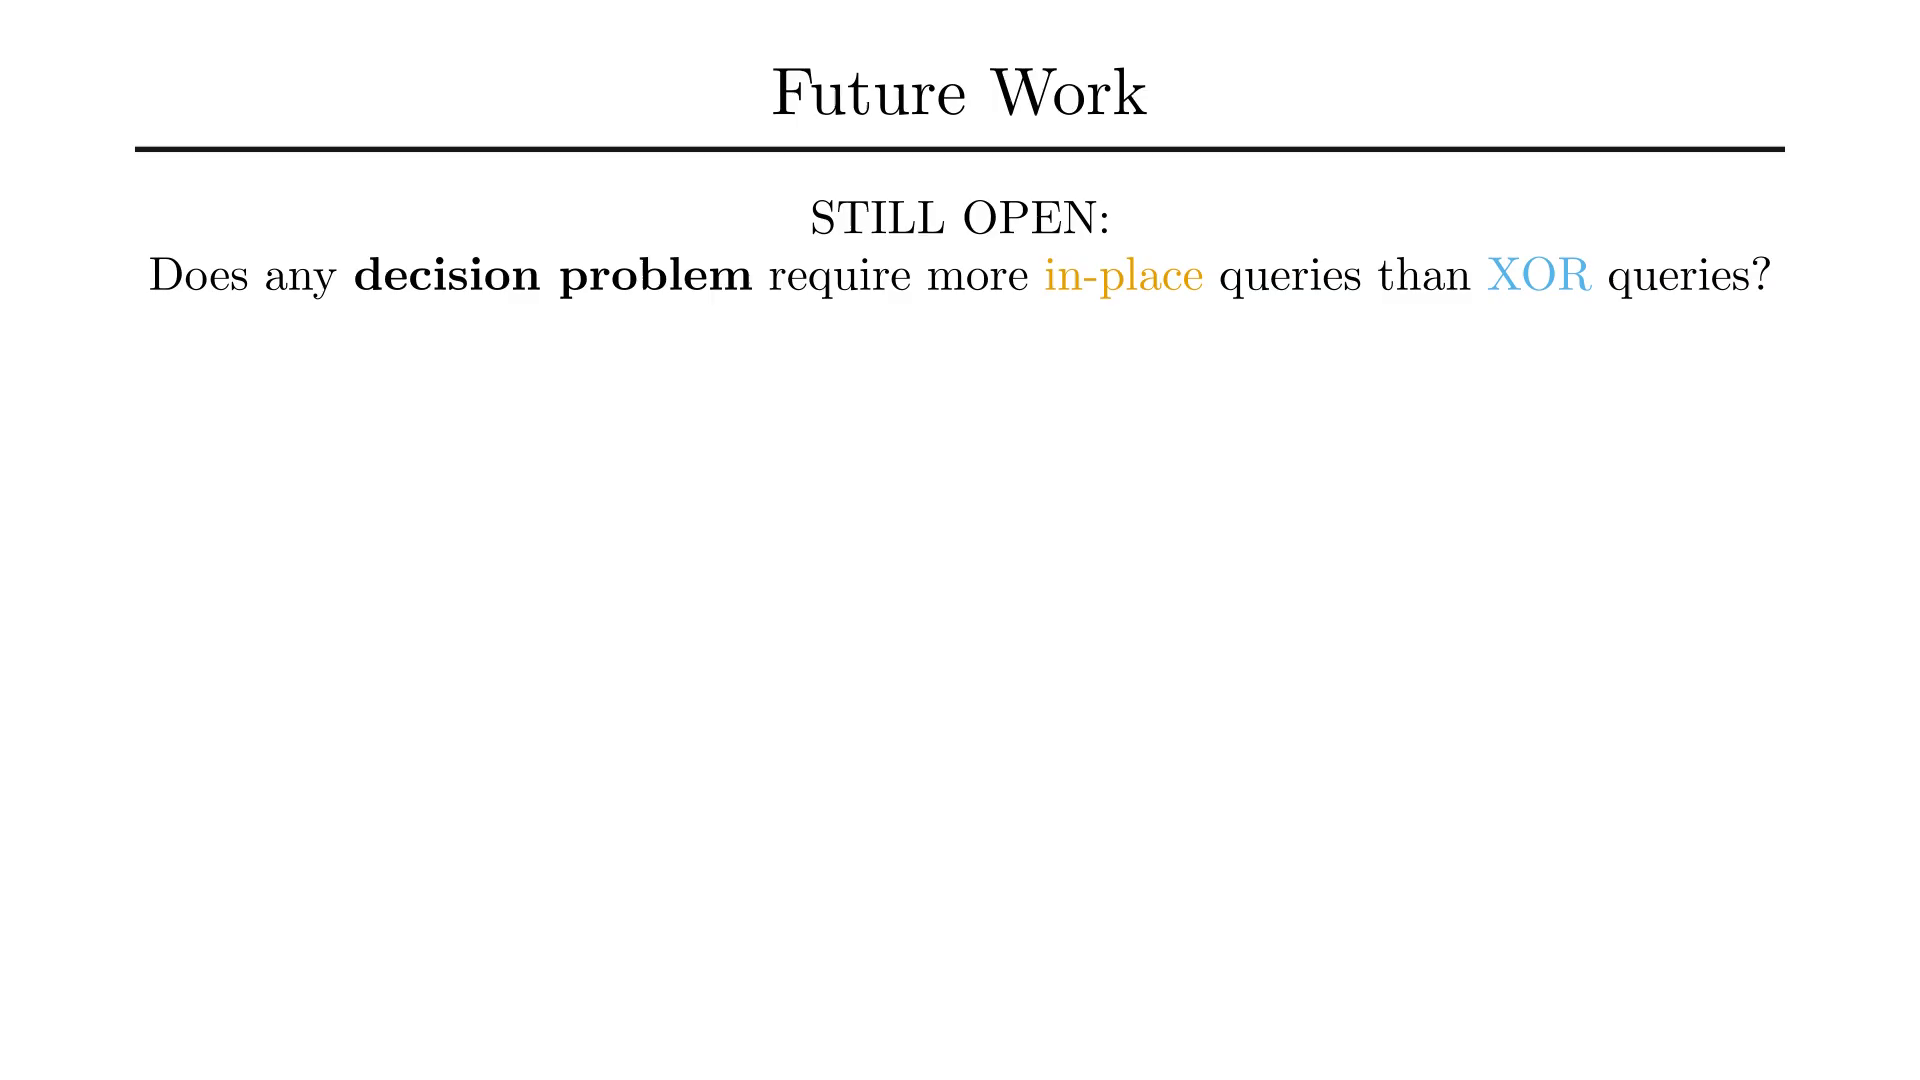 Future Work
STILL OPEN:
Does any decision problem require more in-place queries than XOR queries?